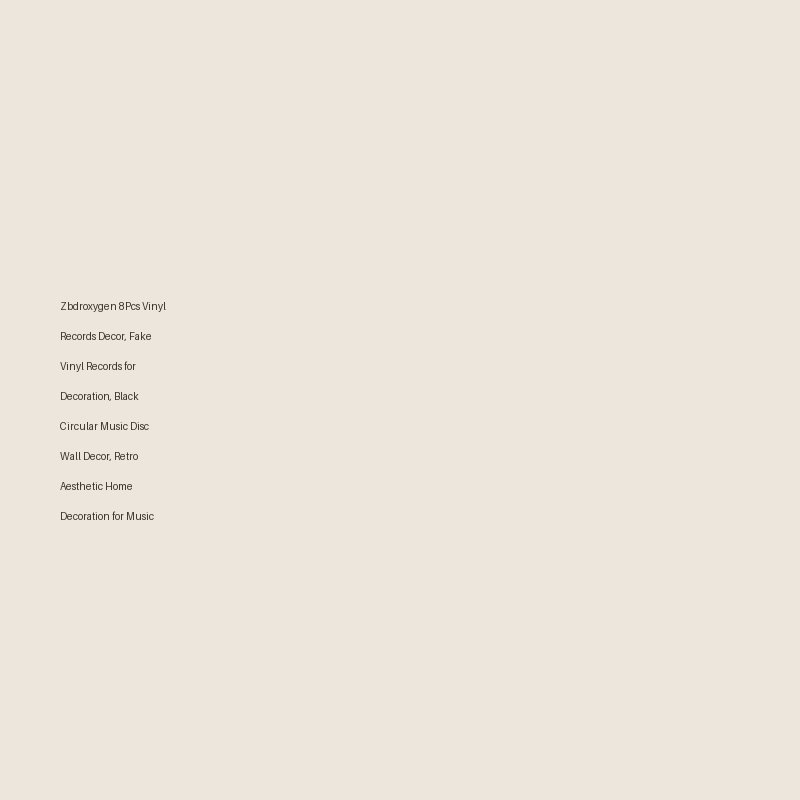 Zbdroxygen 8Pcs Vinyl
Records Decor, Fake
Vinyl Records for
Decoration, Black
Circular Music Disc
Wall Decor, Retro
Aesthetic Home
Decoration for Music